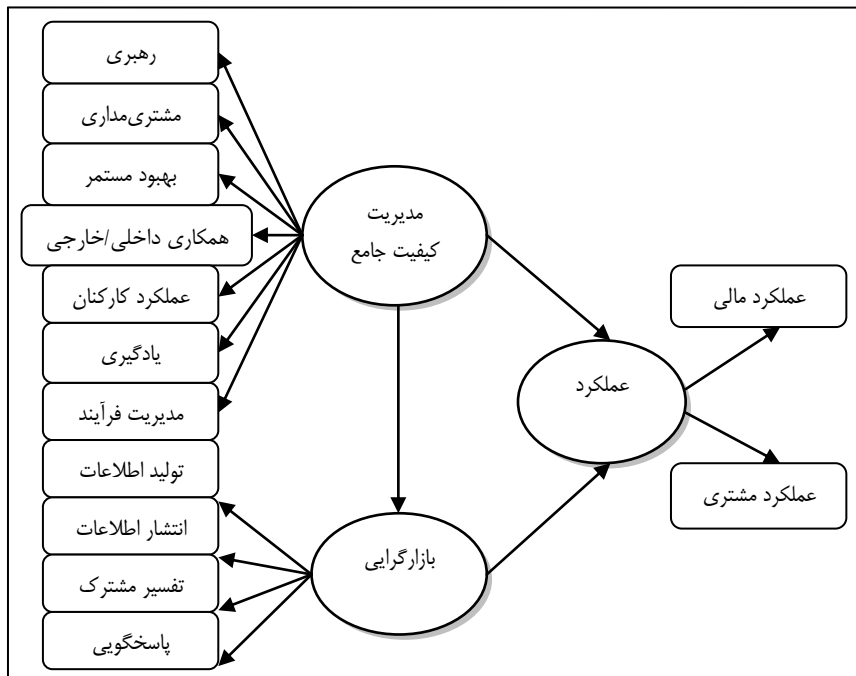 رهبری
مشتری‌مداری
بهبود مستمر
همکاری داخلی/خارجی
عملکرد کارکنان
یادگیری
مدیریت فرآیند
تولید اطلاعات
انتشار اطلاعات
تفسیر مشترک
پاسخگویی
مدیریت
کیفیت جامع
بازارگرایی
عملکرد
عملکرد مالی
عملکرد مشتری